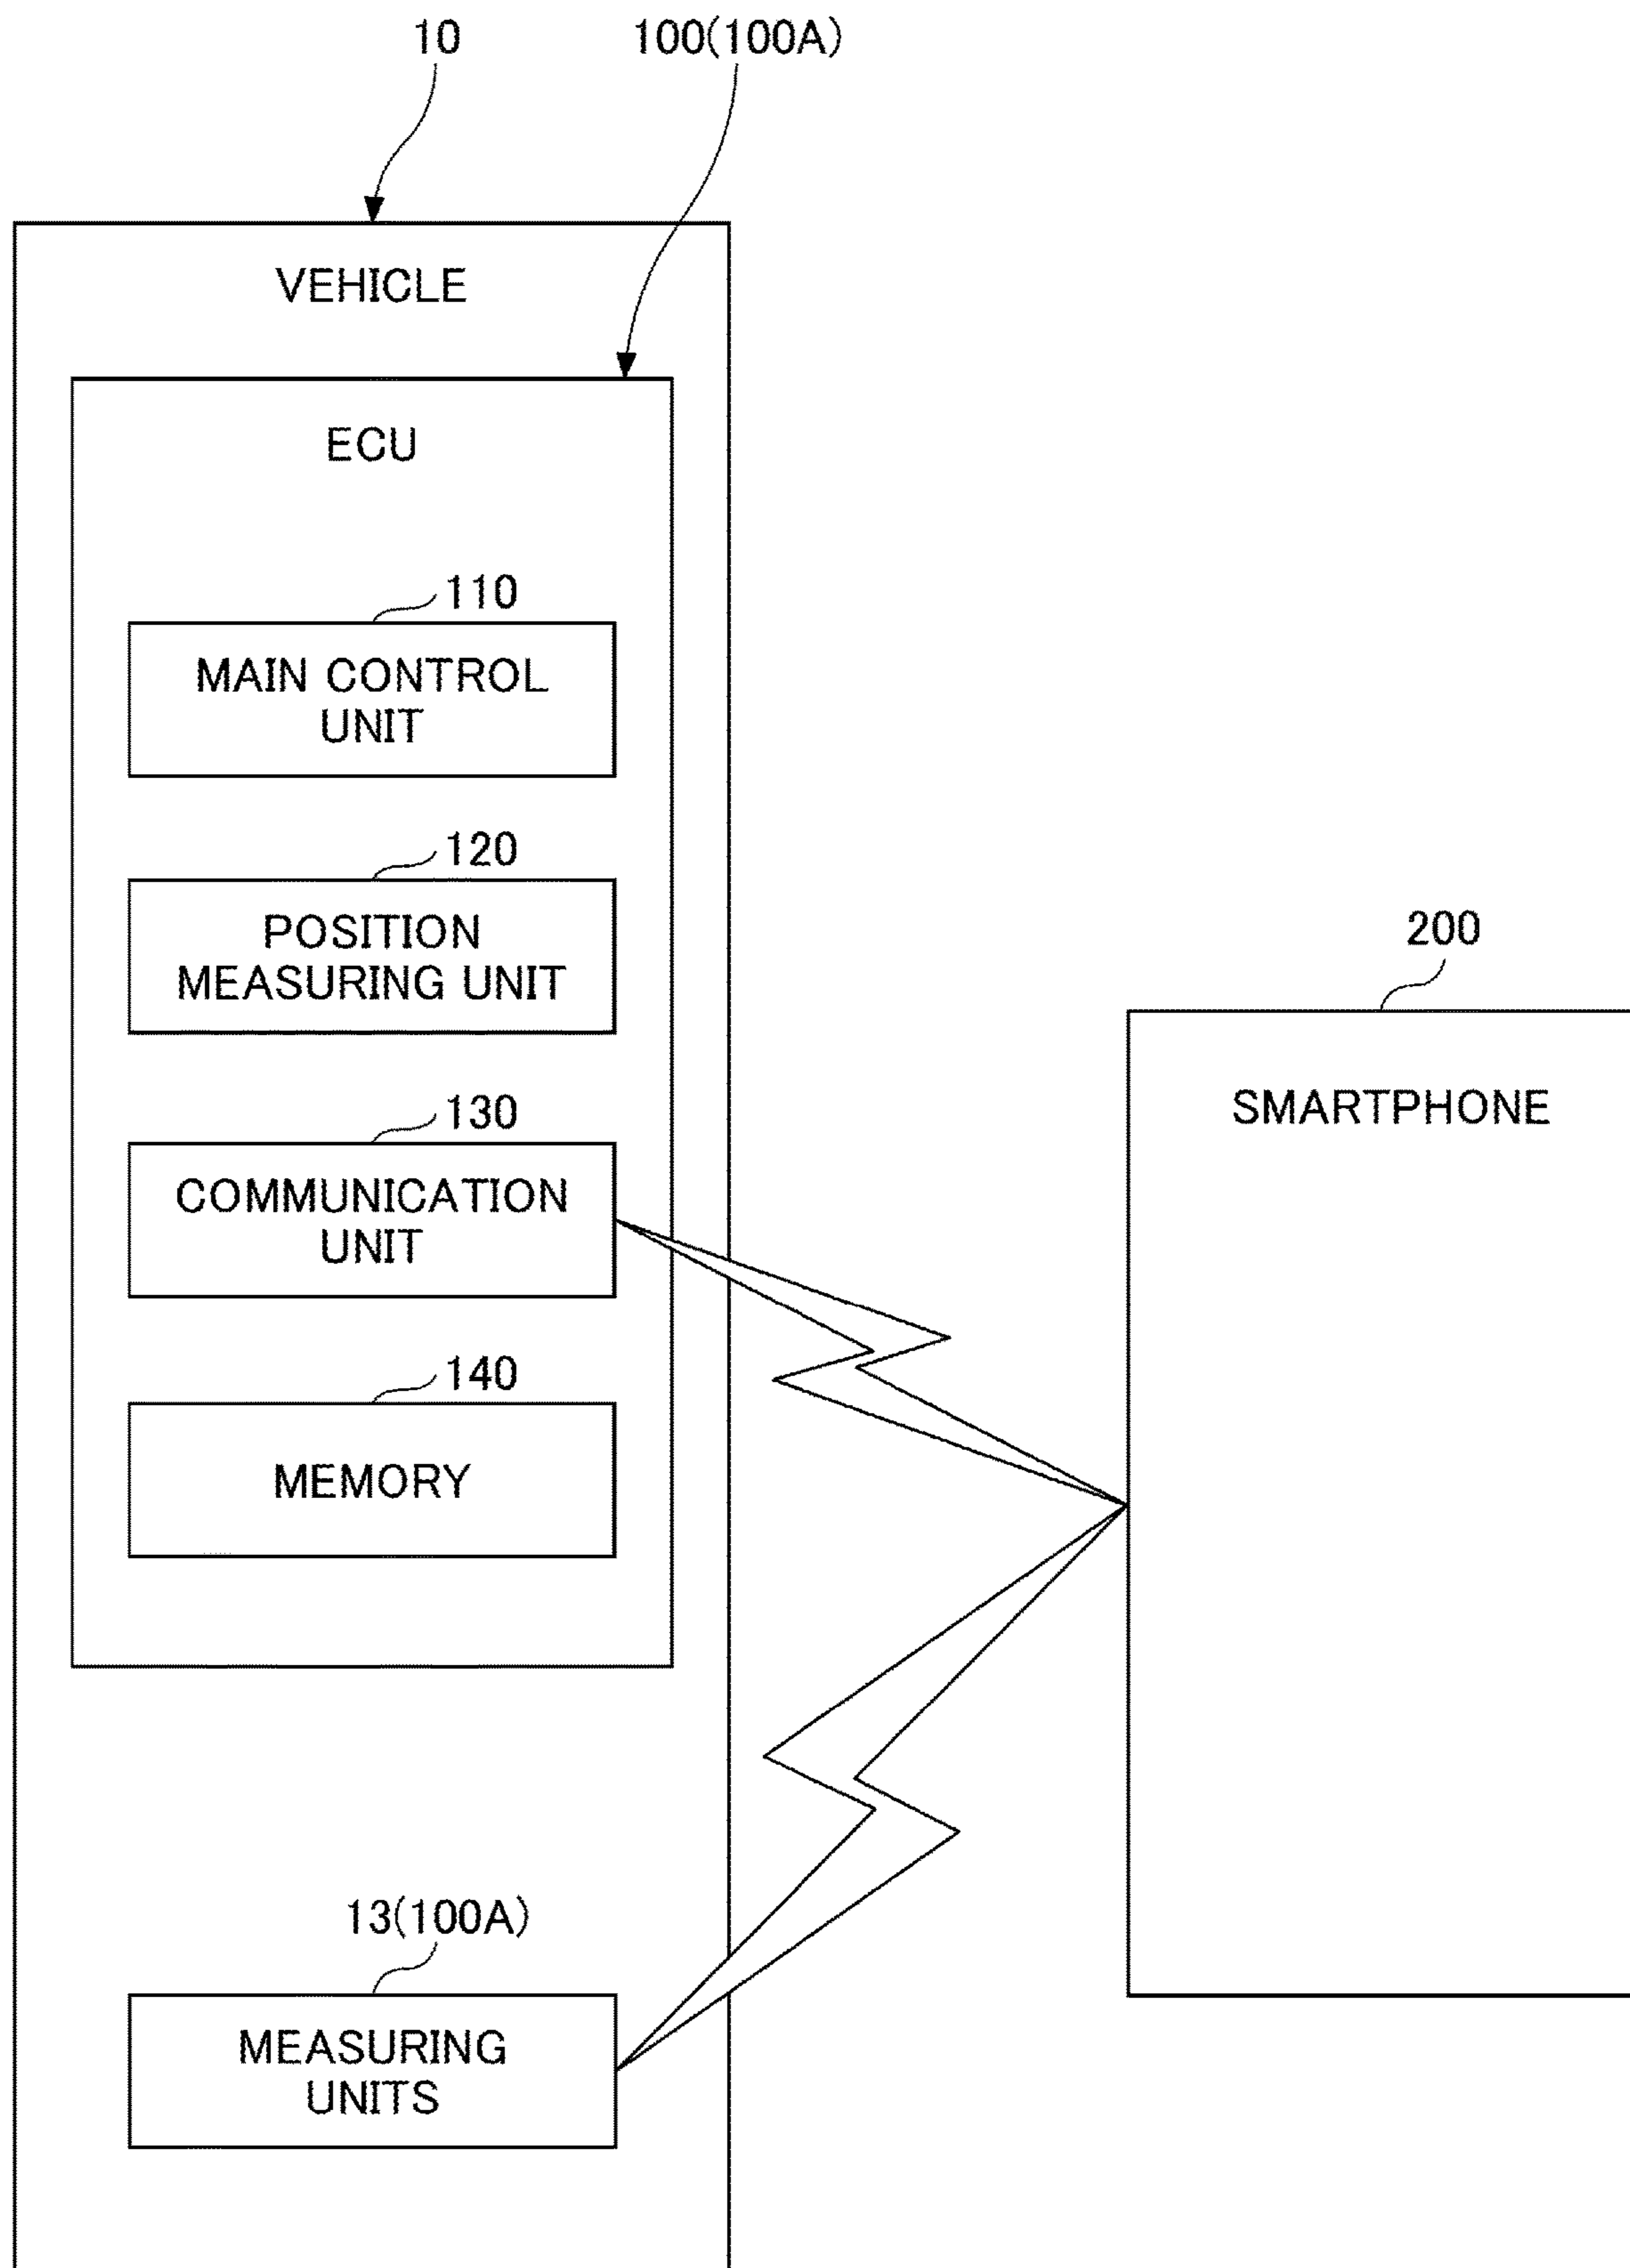 10
100(100A)
VEHICLE
ECU
110
MAIN CONTROL
UNIT
120
POSITION
MEASURING UNIT
130
COMMUNICATION
UNIT
140
MEMORY
13(100A)
MEASURING
UNITS
200
SMARTPHONE